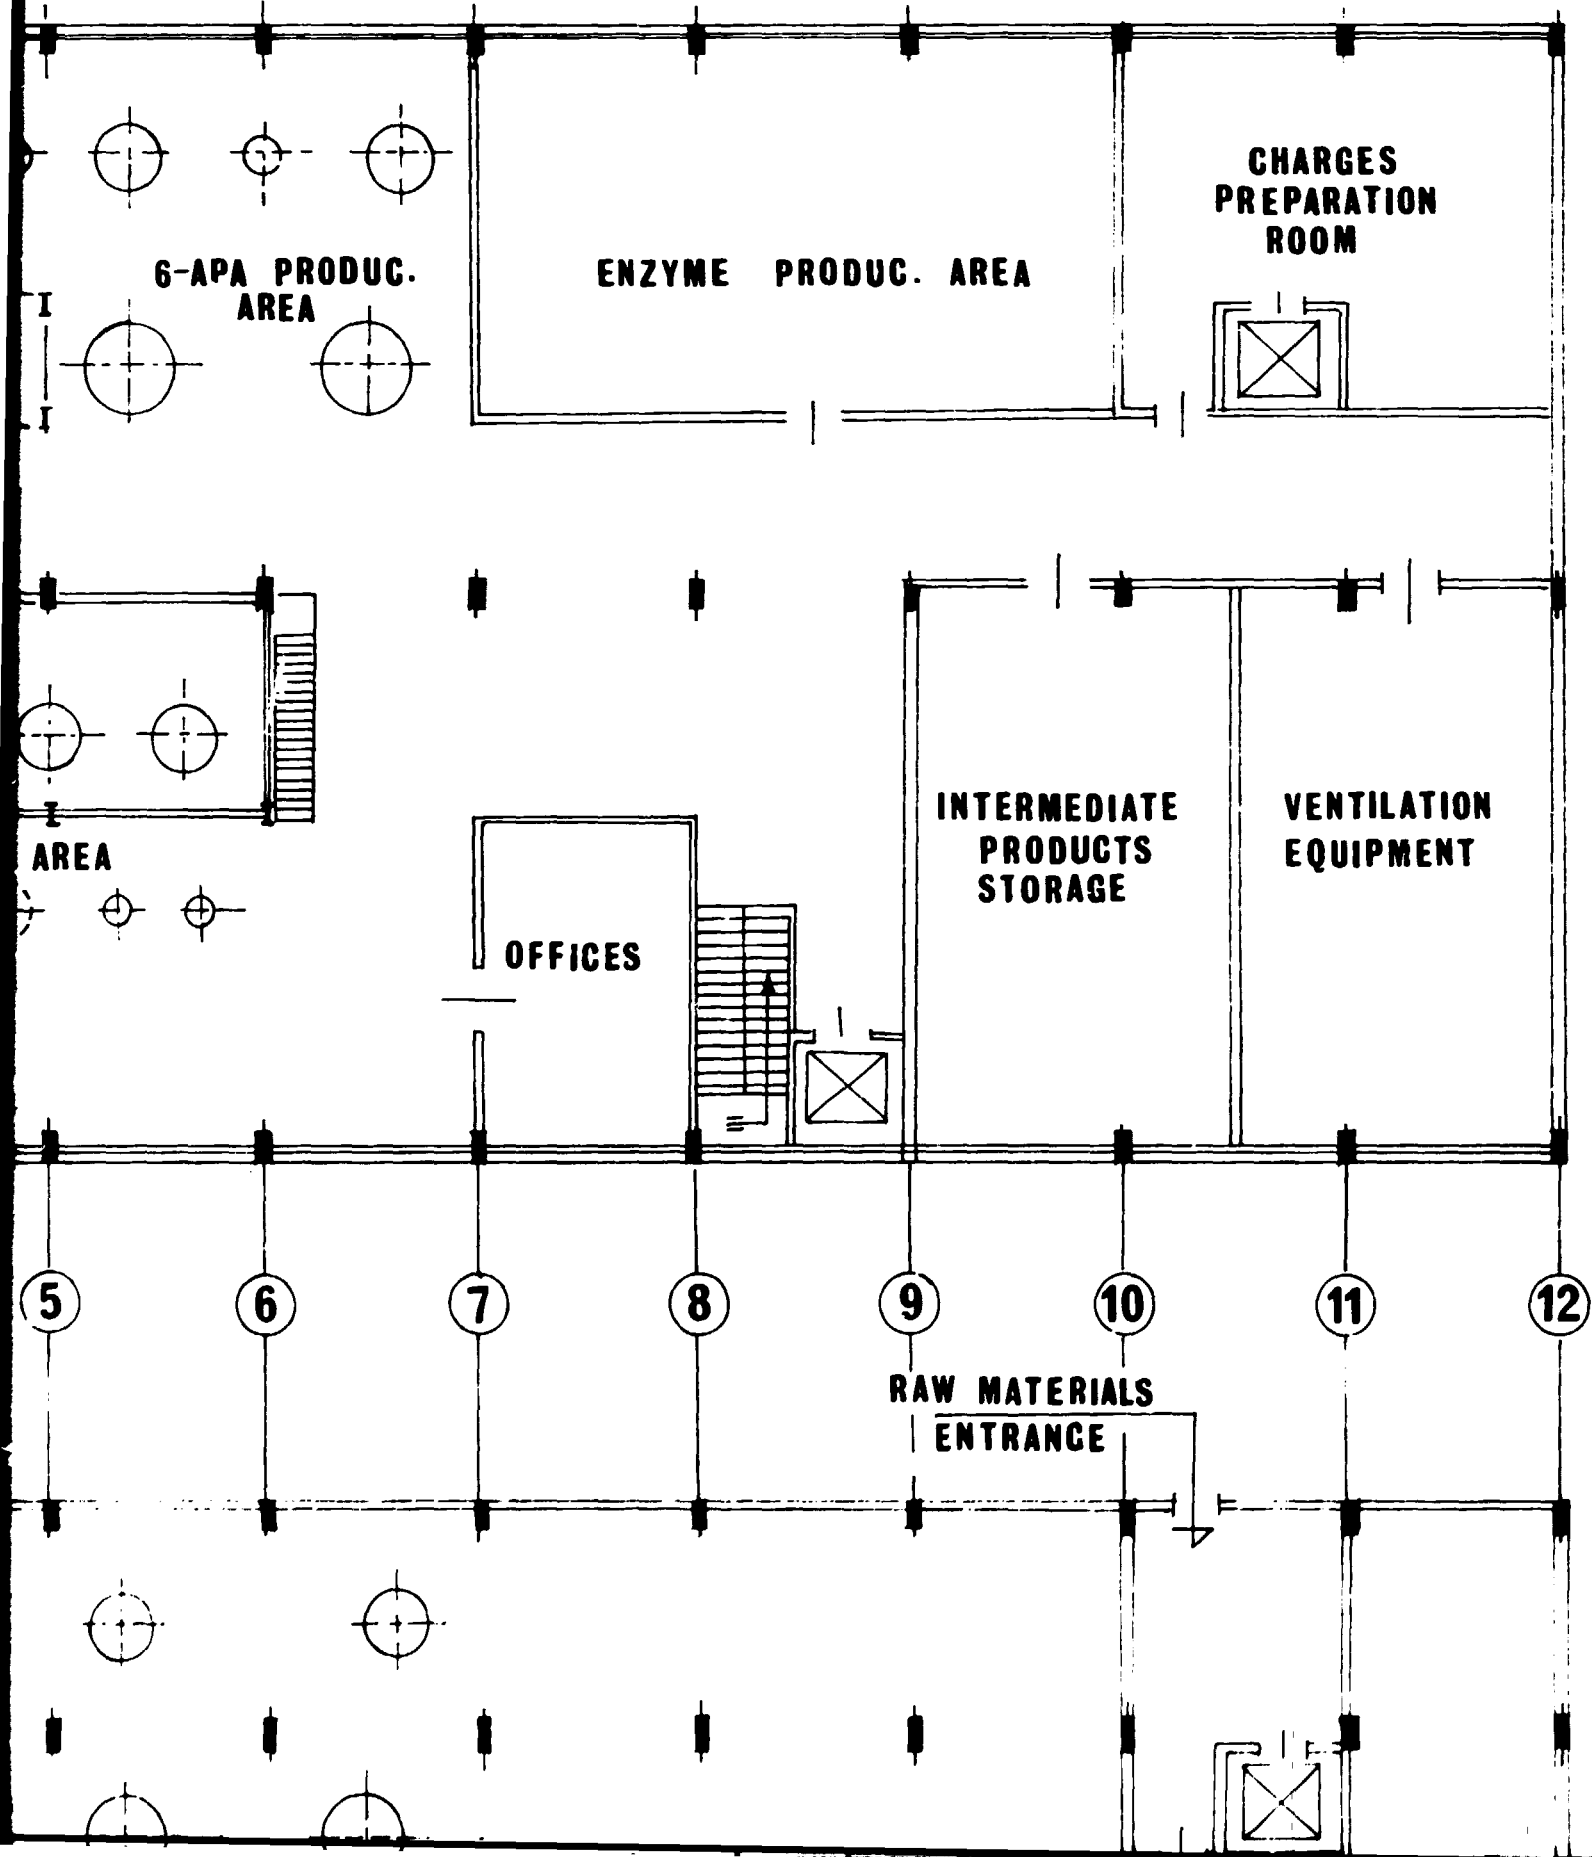 CHARGES
PREPARATION
ROOM
6-APA PRODUC.
AREA
ENZYME PRODUC. AREA
INTERMEDIATE
PRODUCTS
STORAGE
VENTILATION
EQUIPMENT
AREA
OFFICES
5 6 7 8 9 10 11 12
RAW MATERIALS
ENTRANCE